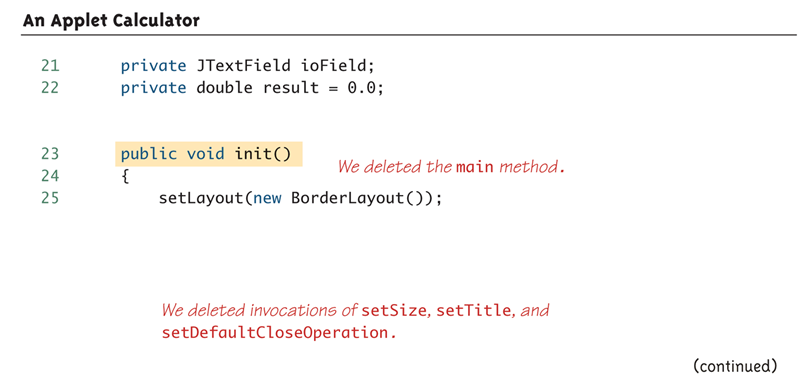 An Applet Calculator
21 private JTextField ioField;
22 private double result = 0.0;
23 public void init()
We deleted the main method.
24 {
25 setLayout(new BorderLayout());
We deleted invocations of setSize, setTitle, and
setDefaultCloseOperation.
(continued)